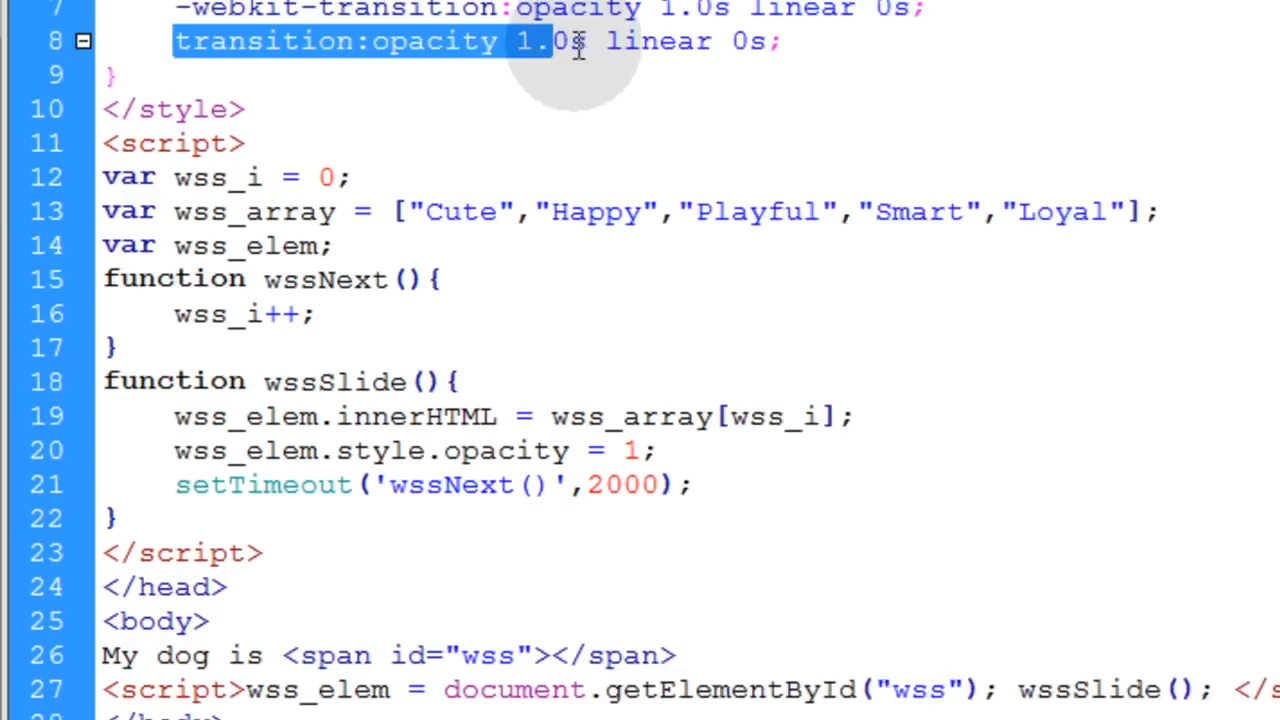 7 -webkit-transition:opacity 1.0s linear 0s;
8 transition:opacity 1.0s linear 0s;
9 }
10 </style>
11 <script>
12 var wss_i = 0;
13 var wss_array = ["Cute","Happy","Playful","Smart","Loyal"];
14 var wss_elem;
15 function wssNext(){
16 wss_i++;
17 }
18 function wssSlide(){
19 wss_elem.innerHTML = wss_array[wss_i];
20 wss_elem.style.opacity = 1;
21 setTimeout('wssNext()',2000);
22 }
23 </script>
24 </head>
25 <body>
26 My dog is <span id="wss"></span>
27 <script>wss_elem = document.getElementById("wss"); wssSlide(); </s
28 </body>